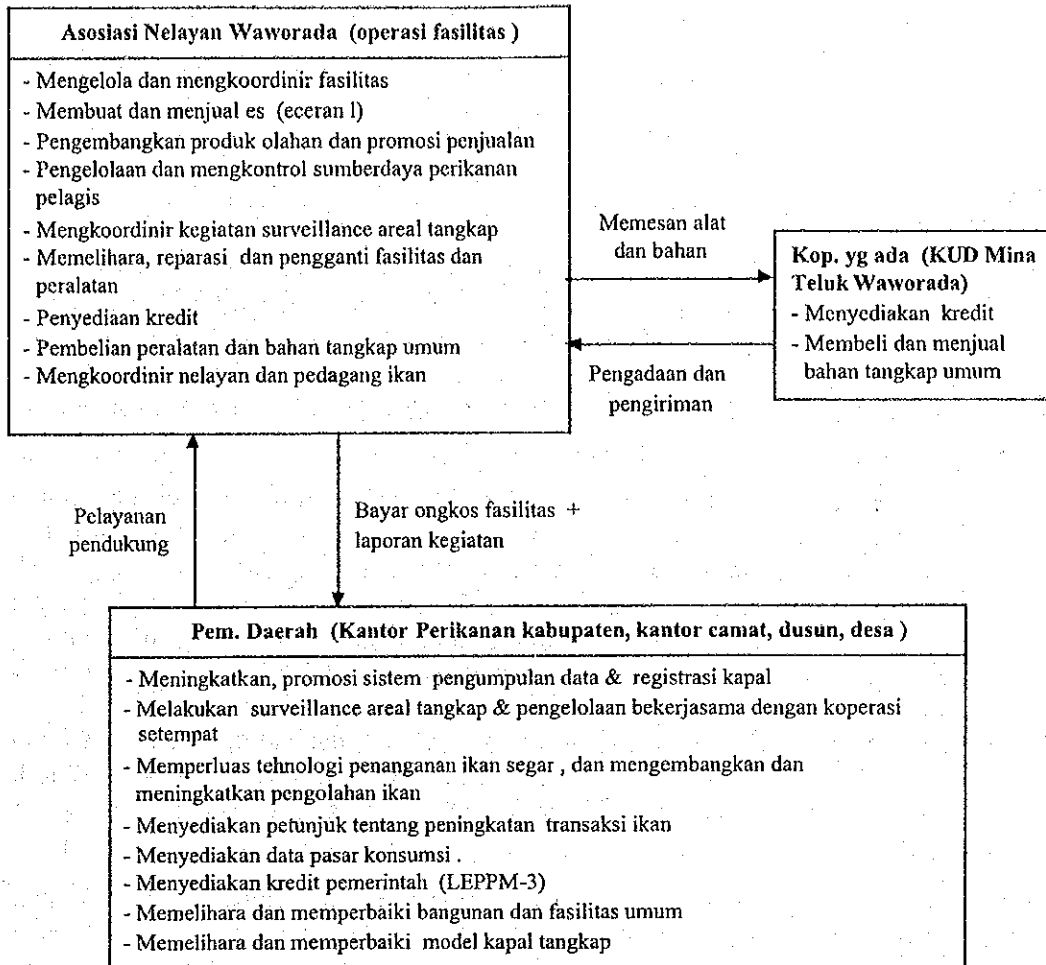 Asosiasi Nelayan Waworada (operasi fasilitas )
- Mengelola dan mengkoordinir fasilitas
- Membuat dan menjual es (eceran l)
- Pengembangkan produk olahan dan promosi penjualan
- Pengelolaan dan mengkontrol sumberdaya perikanan
pelagis
- Mengkoordinir kegiatan surveillance areal tangkap
- Memelihara, reparasi dan pengganti fasilitas dan
peralatan
- Penyediaan kredit
- Pembelian peralatan dan bahan tangkap umum
- Mengkoordinir nelayan dan pedagang ikan
Memesan alat
dan bahan
Pengadaan dan
pengiriman
Kop. yg ada (KUD Mina
Teluk Waworada)
- Menyediakan kredit
- Membeli dan menjual
bahan tangkap umum
Pelayanan
pendukung
Bayar ongkos fasilitas +
laporan kegiatan
Pem. Daerah (Kantor Perikanan kabupaten, kantor camat, dusun, desa )
- Meningkatkan, promosi sistem pengumpulan data & registrasi kapal
- Melakukan surveillance areal tangkap & pengelolaan bekerjasama dengan koperasi
setempat
- Memperluas tehnologi penanganan ikan segar , dan mengembangkan dan
meningkatkan pengolahan ikan
- Menyediakan petunjuk tentang peningkatan transaksi ikan
- Menyediakan data pasar konsumsi .
- Menyediakan kredit pemerintah (LEPPM-3)
- Memelihara dan memperbaiki bangunan dan fasilitas umum
- Memelihara dan memperbaiki model kapal tangkap